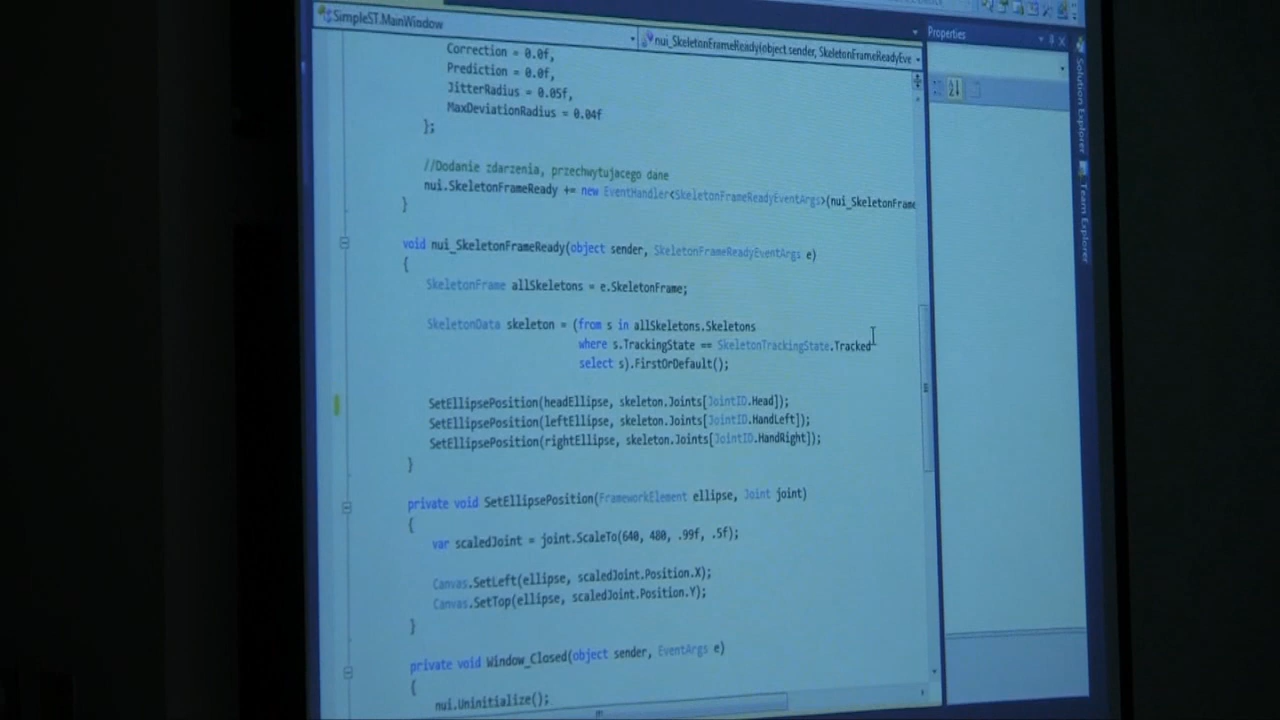 SimpleST.MainWindow
nui_SkeletonFrameReady(object sender, SkeletonFrameReadyEve
Properties
Correction = 0.0f,
Prediction = 0.0f,
JitterRadius = 0.05f,
MaxDeviationRadius = 0.04f
};
//Dodanie zdarzenia, przechwytujacego dane
nui.SkeletonFrameReady += new EventHandler<SkeletonFrameReadyEventArgs>(nui_SkeletonFrame
}
void nui_SkeletonFrameReady(object sender, SkeletonFrameReadyEventArgs e)
{
SkeletonFrame allSkeletons = e.SkeletonFrame;
SkeletonData skeleton = (from s in allSkeletons.Skeletons
where s.TrackingState == SkeletonTrackingState.Tracked
select s).FirstOrDefault();
SetEllipsePosition(headEllipse, skeleton.Joints[JointID.Head]);
SetEllipsePosition(leftEllipse, skeleton.Joints[JointID.HandLeft]);
SetEllipsePosition(rightEllipse, skeleton.Joints[JointID.HandRight]);
}
private void SetEllipsePosition(FrameworkElement ellipse, Joint joint)
{
var scaledJoint = joint.ScaleTo(640, 480, .99f, .5f);
Canvas.SetLeft(ellipse, scaledJoint.Position.X);
Canvas.SetTop(ellipse, scaledJoint.Position.Y);
}
private void Window_Closed(object sender, EventArgs e)
{
nui.Uninitialize();
Solution Explorer
Team Explorer